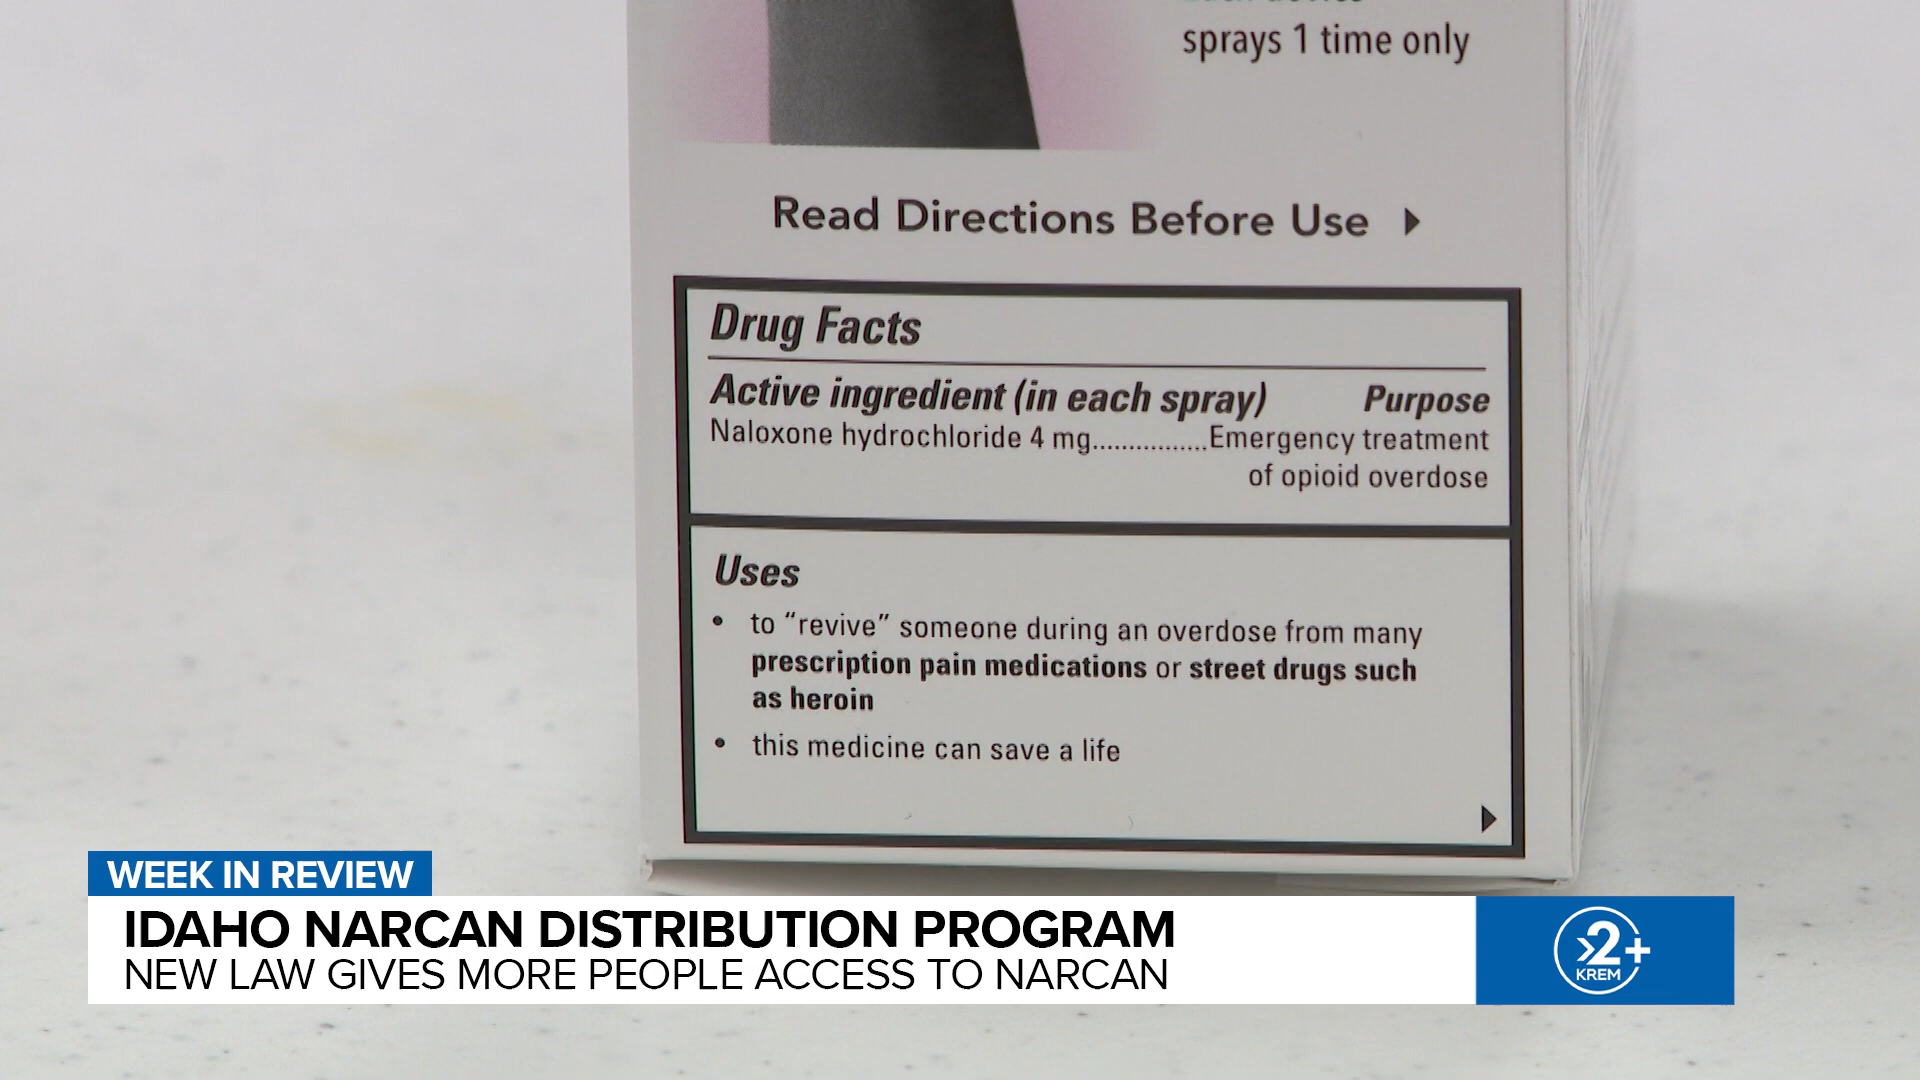 sprays 1 time only
Read Directions Before Use
Drug Facts
Active ingredient (in each spray) Purpose
Naloxone hydrochloride 4 mg................Emergency treatment
of opioid overdose
Uses
• to “revive” someone during an overdose from many
prescription pain medications or street drugs such
as heroin
• this medicine can save a life
WEEK IN REVIEW
IDAHO NARCAN DISTRIBUTION PROGRAM
NEW LAW GIVES MORE PEOPLE ACCESS TO NARCAN
2+
KREM